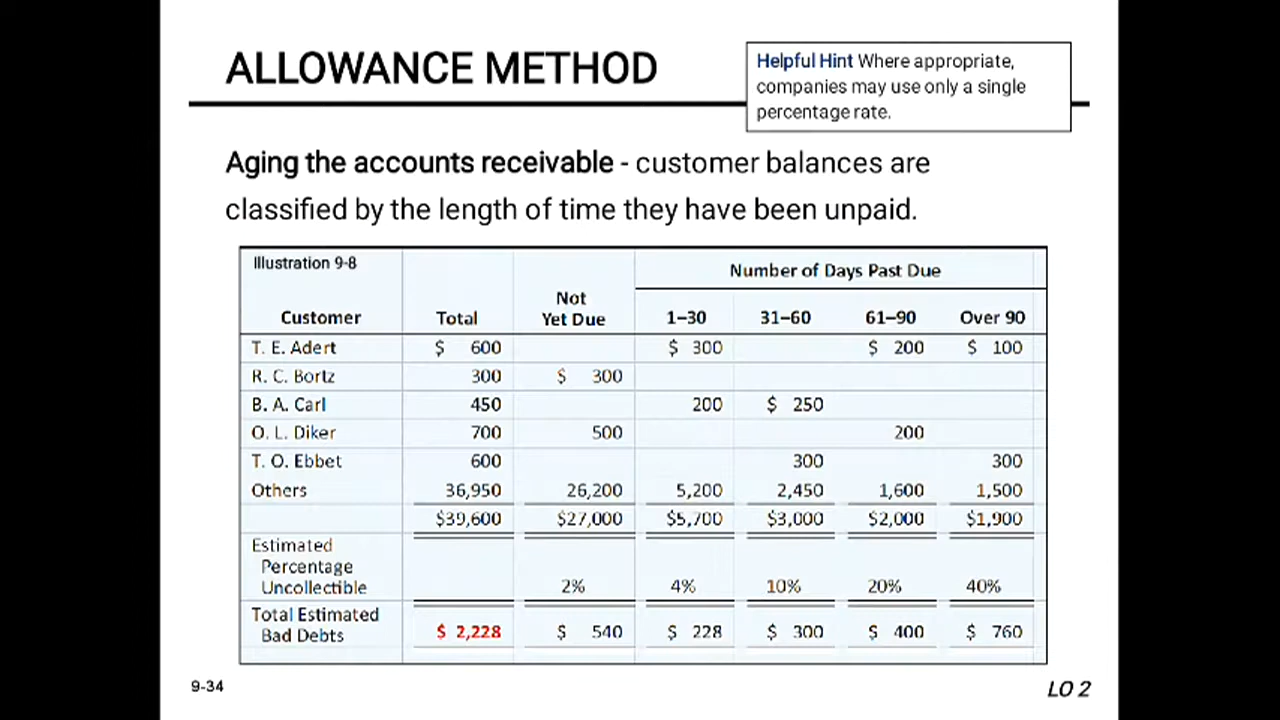 ALLOWANCE METHOD
Helpful Hint Where appropriate,
companies may use only a single
percentage rate.
Aging the accounts receivable - customer balances are
classified by the length of time they have been unpaid.
Illustration 9-8
Number of Days Past Due
Customer Total Not Yet Due 1–30 31–60 61–90 Over 90
T. E. Adert $ 600 $ 300 $ 200 $ 100
R. C. Bortz 300 $ 300
B. A. Carl 450 200 $ 250
O. L. Diker 700 500 200
T. O. Ebbet 600 300 300
Others 36,950 26,200 5,200 2,450 1,600 1,500
$39,600 $27,000 $5,700 $3,000 $2,000 $1,900
Estimated
Percentage
Uncollectible 2% 4% 10% 20% 40%
Total Estimated
Bad Debts $ 2,228 $ 540 $ 228 $ 300 $ 400 $ 760
9-34
LO 2